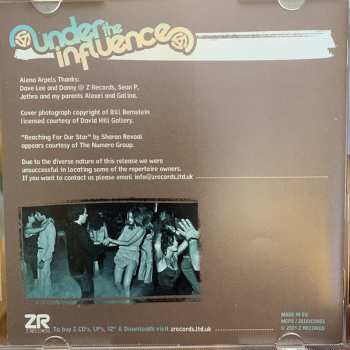 under the
influence
Alena Arpels Thanks:
Dave Lee and Danny @ Z Records, Sean P,
Jethro and my parents Alexei and Galina.
Cover photograph copyright of Bill Bernstein
licensed courtesy of David Hill Gallery.
"Reaching For Our Star" by Sharon Revoal
appears courtesy of The Numero Group.
Due to the diverse nature of this release we were
unsuccessful in locating some of the repertoire owners.
If you want to contact us please email info@zrecords.ltd.uk
ZR
Z RECORDS
To buy Z CD's, LP's, 12" & Downloads visit zrecords.ltd.uk
MADE IN EU
© 2021 Z RECORDS